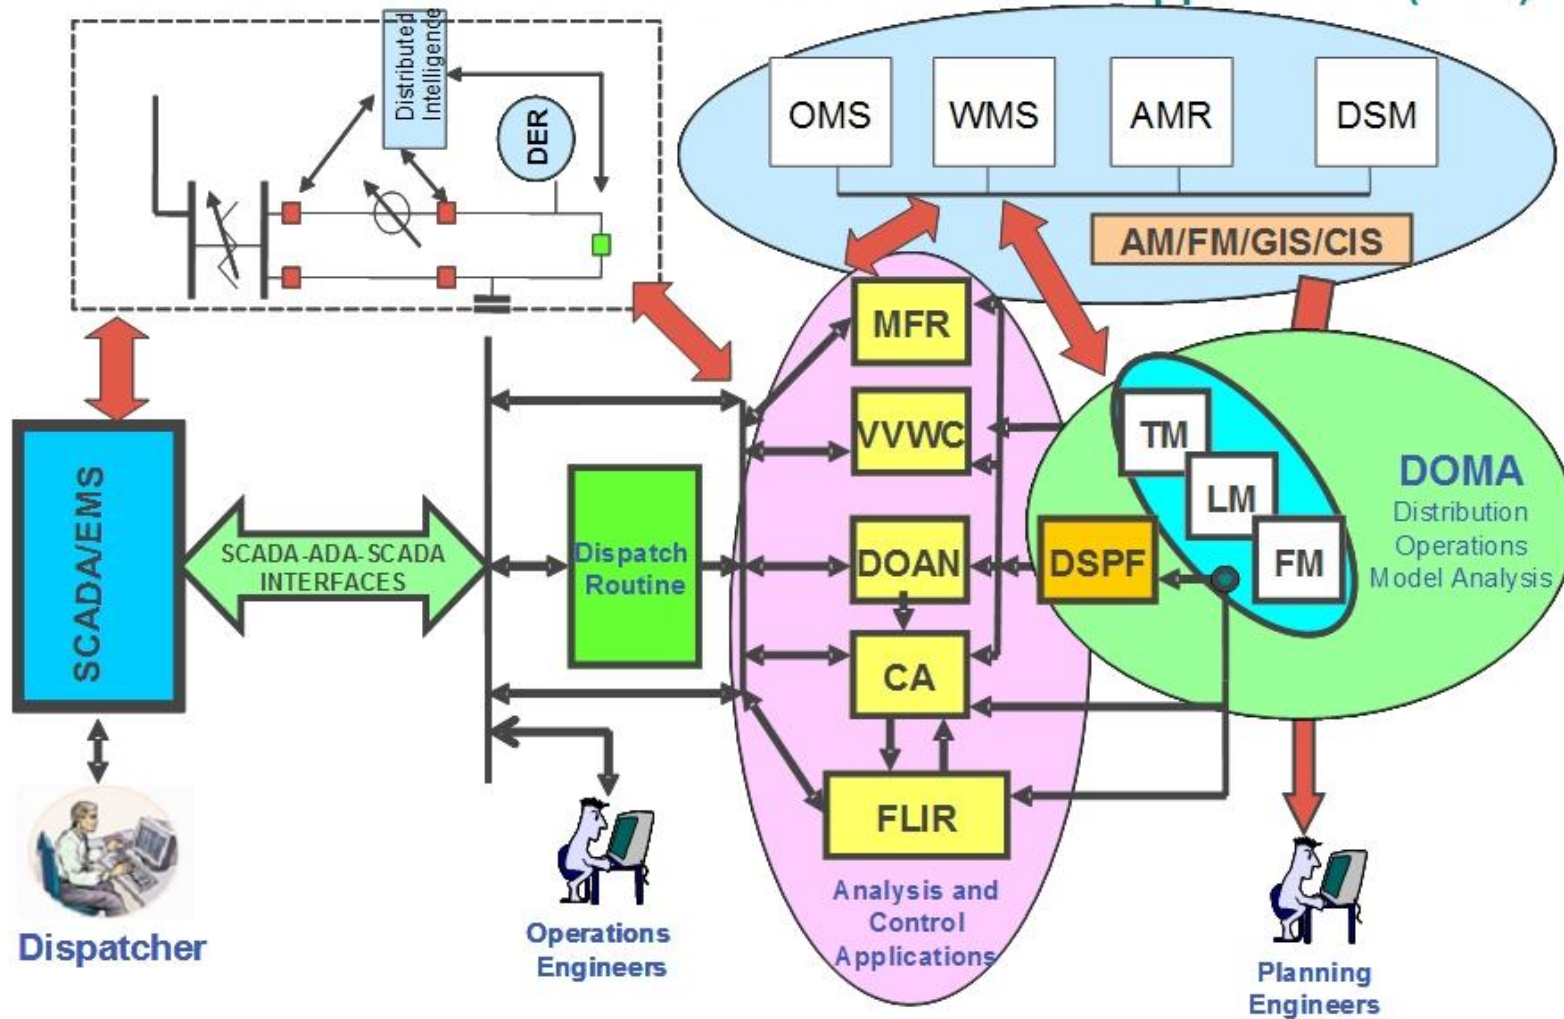 Distributed
Intelligence
DER
OMS
WMS
AMR
DSM
AM/FM/GIS/CIS
MFR
VVWC
DOAN
CA
FLIR
Analysis and
Control
Applications
TM
LM
FM
DSPF
DOMA
Distribution
Operations
Model Analysis
SCADA/EMS
SCADA-ADA-SCADA
INTERFACES
Dispatch
Routine
Dispatcher
Operations
Engineers
Planning
Engineers